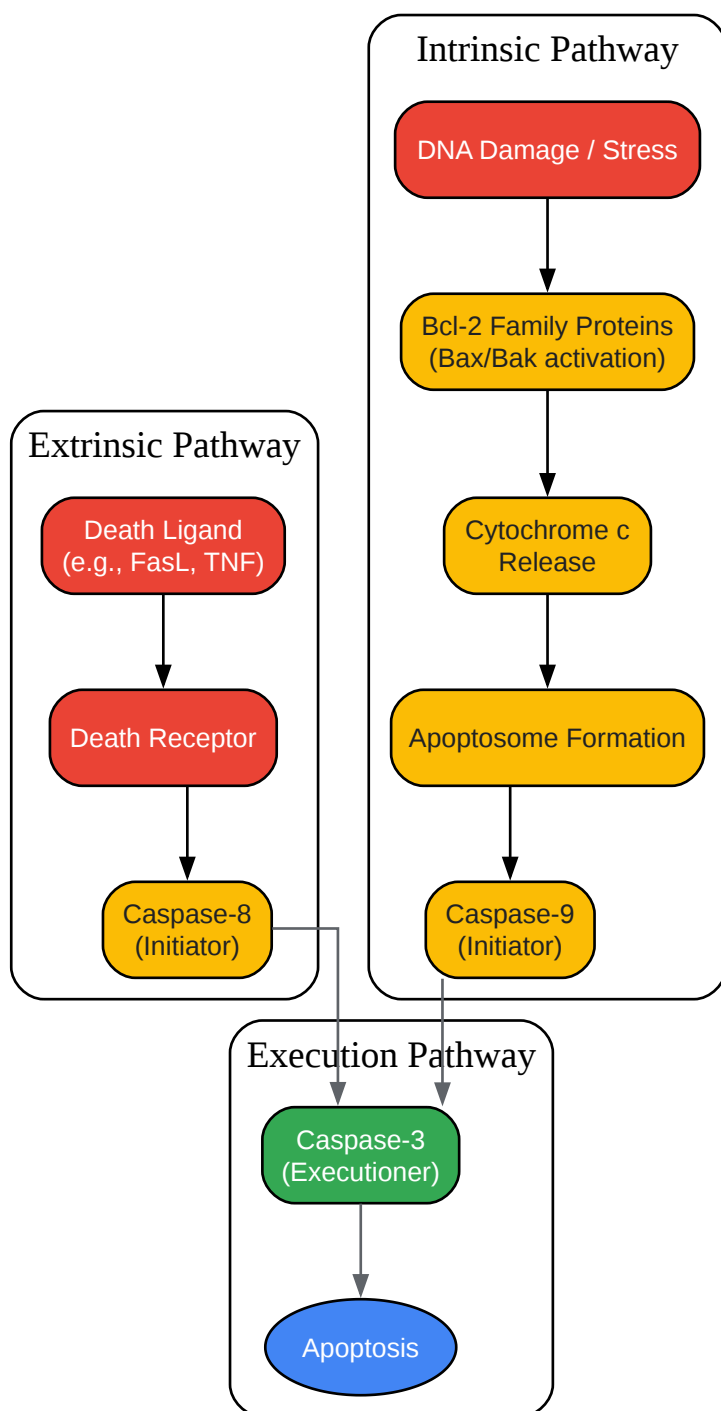 Intrinsic Pathway
DNA Damage / Stress
Bcl-2 Family Proteins
(Bax/Bak activation)
Cytochrome c
Release
Apoptosome Formation
Caspase-9
(Initiator)
Extrinsic Pathway
Death Ligand
(e.g., FasL, TNF)
Death Receptor
Caspase-8
(Initiator)
Execution Pathway
Caspase-3
(Executioner)
Apoptosis